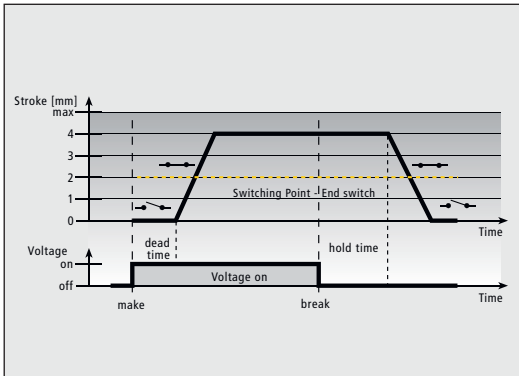 Stroke [mm]
max
4
3
2
1
0
Switching Point - End switch
Time
dead
time
hold time
Voltage
on
off
Voltage on
Time
make
break